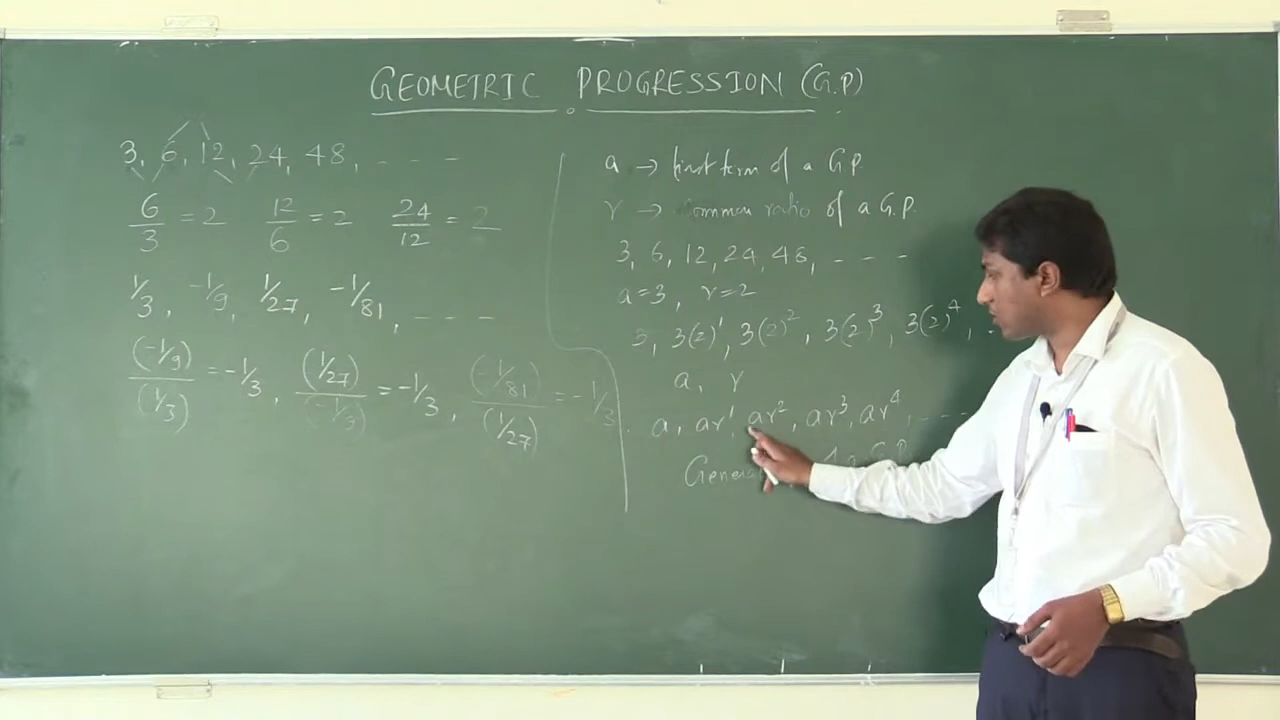 GEOMETRIC PROGRESSION (G.P)
3, 6, 12, 24, 48, - - -
6/3 = 2 12/6 = 2 24/12 = 2
1/3, -1/9, 1/27, -1/81, - - -
(-1/9)/(1/3) = -1/3, (1/27)/(-1/9) = -1/3, (-1/81)/(1/27) = -1/3
a → first term of a G.P
r → Common ratio of a G.P.
3, 6, 12, 24, 48, - - -
a=3, r=2
3, 3(2)¹, 3(2)², 3(2)³, 3(2)⁴,
a, r
a, ar¹, ar², ar³, ar⁴, - - - -
a G.P